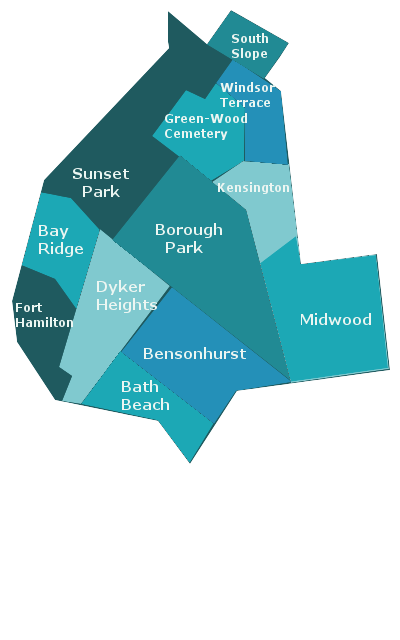 South
Slope
Windsor
Terrace
Green-Wood
Cemetery
Sunset
Park
Kensington
Bay
Ridge
Borough
Park
Dyker
Heights
Fort
Hamilton
Midwood
Bensonhurst
Bath
Beach